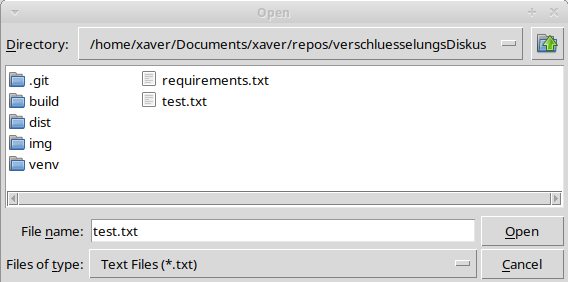 Open
Directory: /home/xaver/Documents/xaver/repos/verschluesselungsDiskus
.git requirements.txt
build test.txt
dist
img
venv
File name: test.txt Open
Files of type: Text Files (*.txt) Cancel